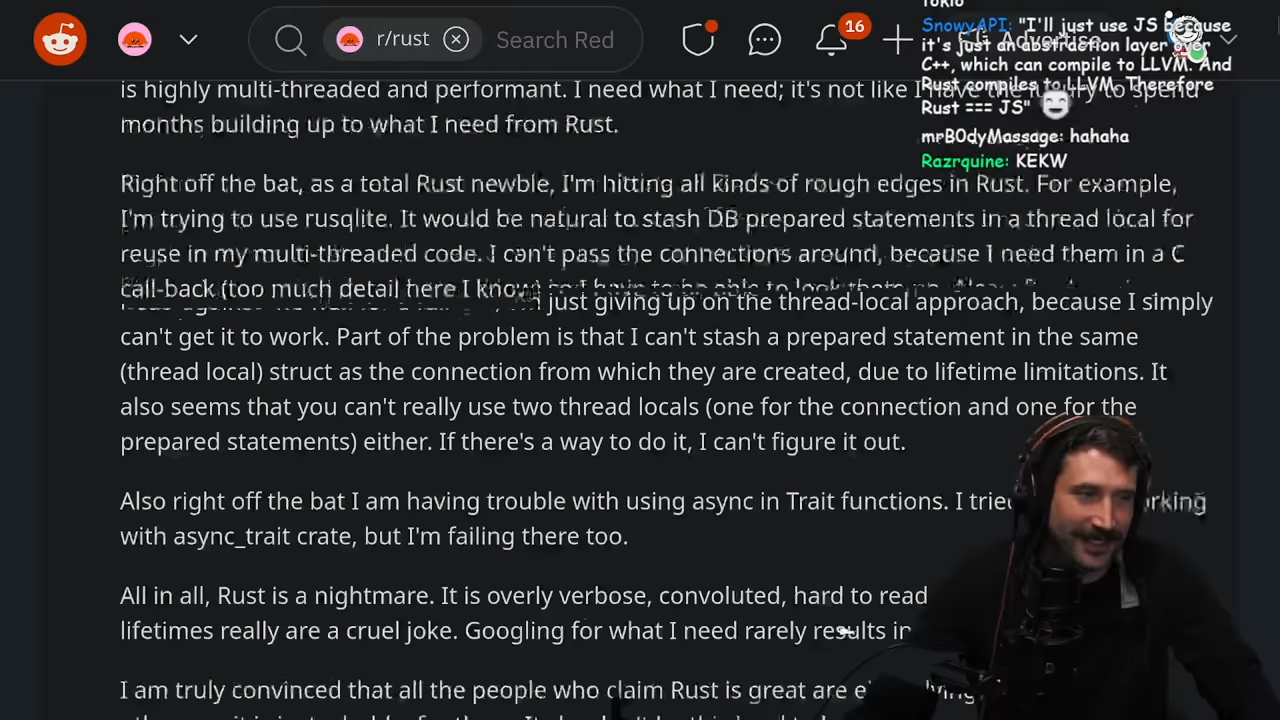 r/rust
Search Red
16
Tokio
SnowyAPI: "I'll just use JS because
it's just an abstraction layer over
C++, which can compile to LLVM. And
Rust compiles to LLVM. Therefore
Rust === JS"
mrB0dyMassage: hahaha
Razrquine: KEKW
is highly multi-threaded and performant. I need what I need; it's not like I have the to spend
months building up to what I need from Rust.
Right off the bat, as a total Rust newbie, I'm hitting all kinds of rough edges in Rust. For example,
I'm trying to use rusqlite. It would be natural to stash DB prepared statements in a thread local for
reuse in my multi-threaded code. I can't pass the connections around, because I need them in a C
call-back (too much detail here I know) so I have to be able to look them up.
just giving up on the thread-local approach, because I simply
can't get it to work. Part of the problem is that I can't stash a prepared statement in the same
(thread local) struct as the connection from which they are created, due to lifetime limitations. It
also seems that you can't really use two thread locals (one for the connection and one for the
prepared statements) either. If there's a way to do it, I can't figure it out.
Also right off the bat I am having trouble with using async in Trait functions. I tried
with async_trait crate, but I'm failing there too.
All in all, Rust is a nightmare. It is overly verbose, convoluted, hard to read
lifetimes really are a cruel joke. Googling for what I need rarely results in
I am truly convinced that all the people who claim Rust is great are